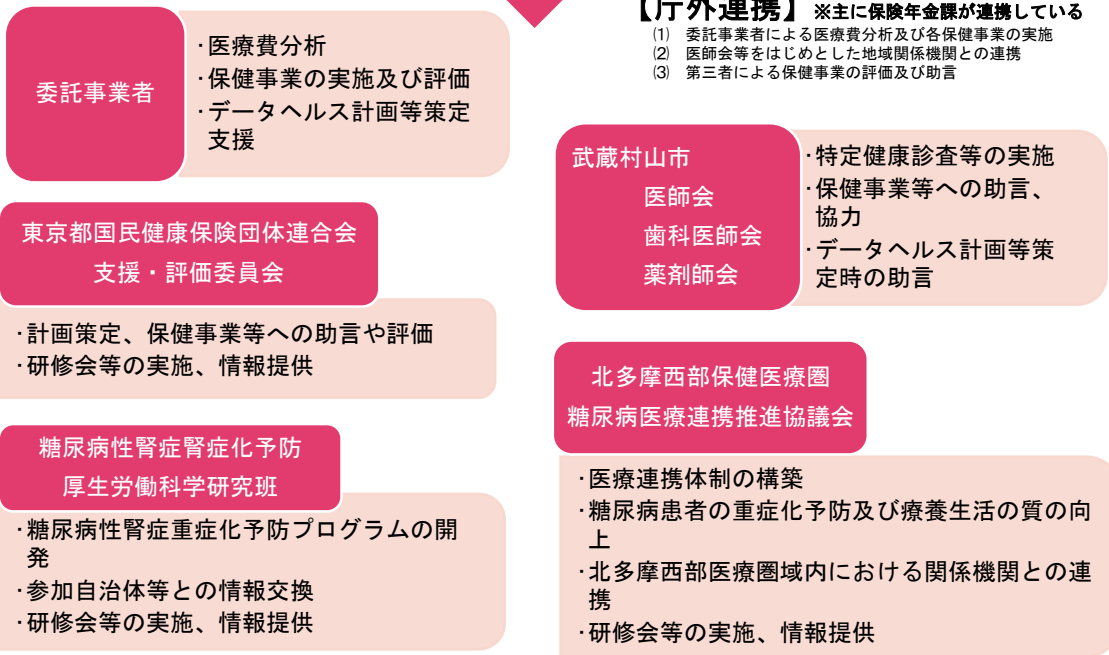 【庁外連携】 ※主に保険年金課が連携している
⑴ 委託事業者による医療費分析及び各保健事業の実施
⑵ 医師会等をはじめとした地域関係機関との連携
⑶ 第三者による保健事業の評価及び助言
委託事業者
・医療費分析
・保健事業の実施及び評価
・データヘルス計画等策定
支援
東京都国民健康保険団体連合会
支援・評価委員会
・計画策定、保健事業等への助言や評価
・研修会等の実施、情報提供
糖尿病性腎症腎症化予防
厚生労働科学研究班
・糖尿病性腎症重症化予防プログラムの開
発
・参加自治体等との情報交換
・研修会等の実施、情報提供
武蔵村山市
医師会
歯科医師会
薬剤師会
・特定健康診査等の実施
・保健事業等への助言、
協力
・データヘルス計画等策
定時の助言
北多摩西部保健医療圏
糖尿病医療連携推進協議会
・医療連携体制の構築
・糖尿病患者の重症化予防及び療養生活の質の向
上
・北多摩西部医療圏域内における関係機関との連
携
・研修会等の実施、情報提供